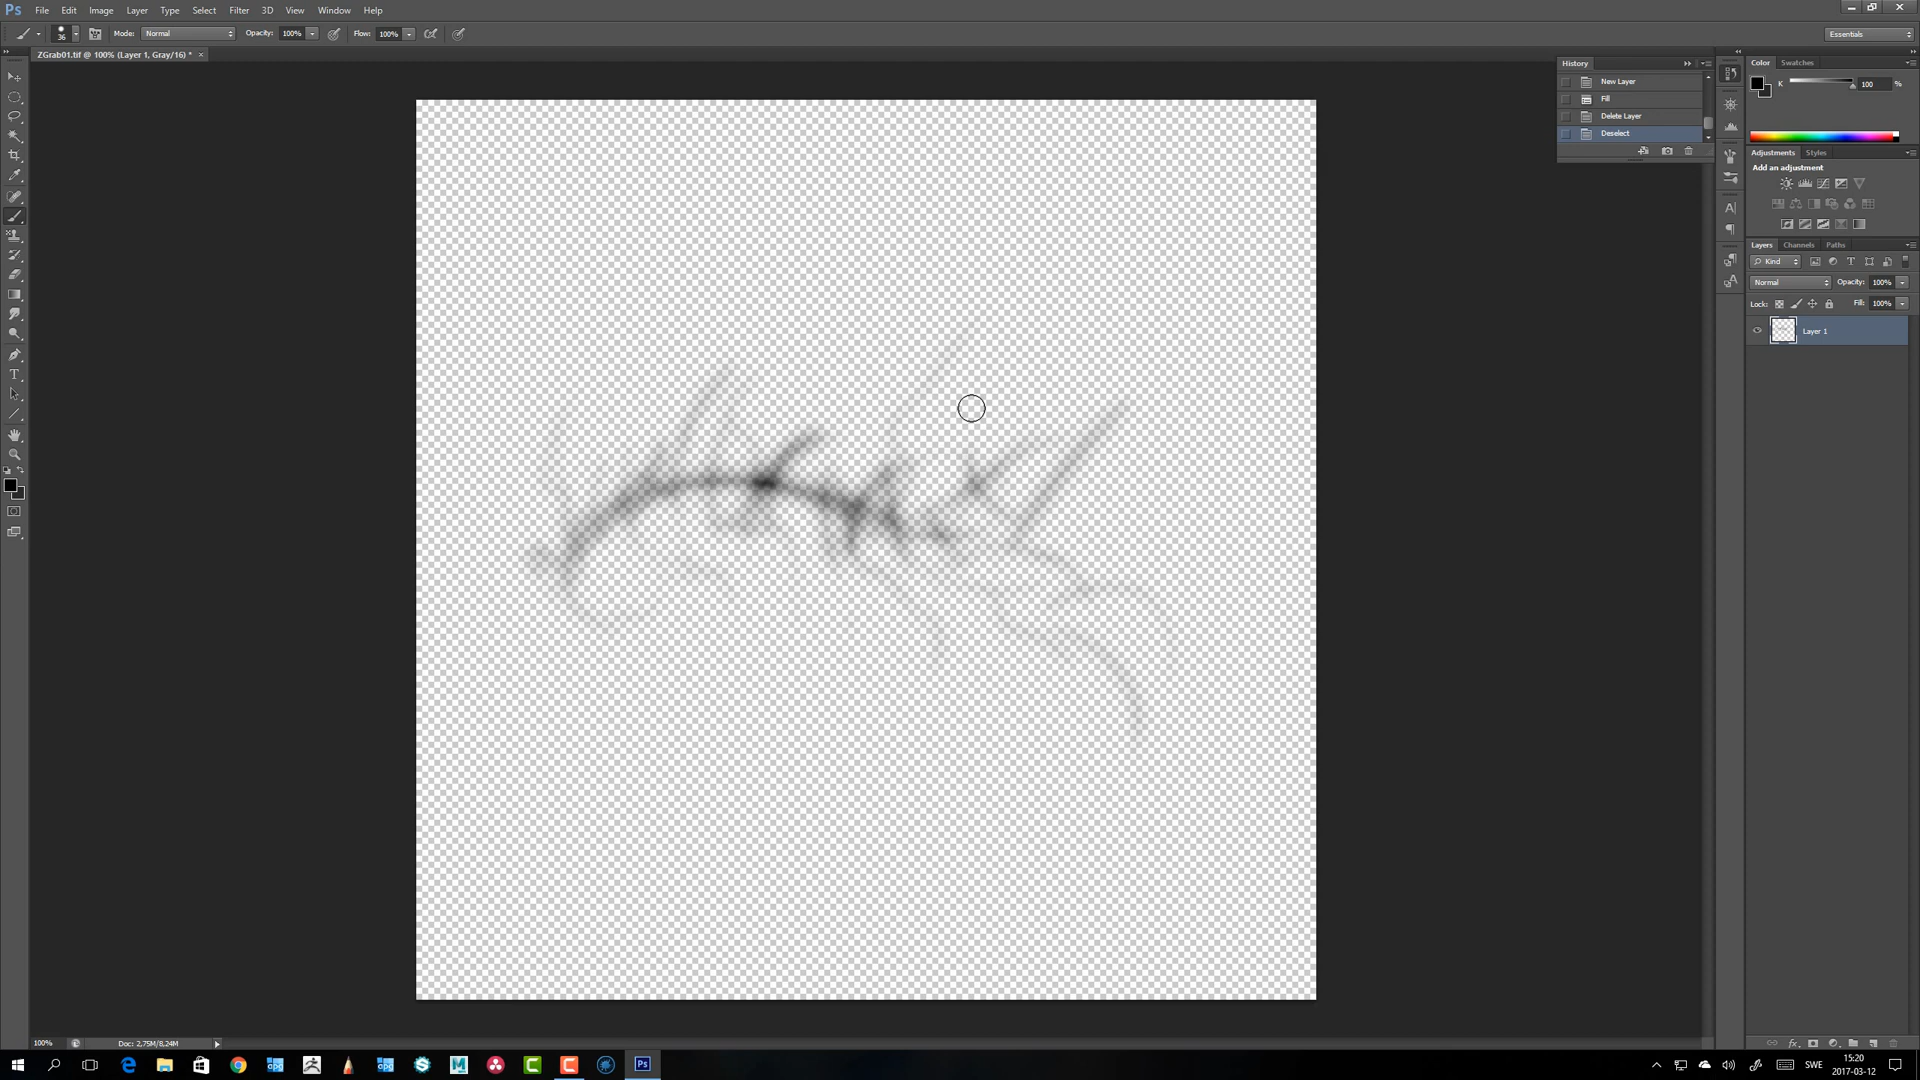 Ps File Edit Image Layer Type Select Filter 3D View Window Help
36 Mode: Normal Opacity: 100% Flow: 100% Essentials
ZGrab01.tif @ 100% (Layer 1, Gray/16) * ×
History
New Layer
Fill
Delete Layer
Deselect
Color Swatches
K 100 %
Adjustments Styles
Add an adjustment
Layers Channels Paths
Kind
Normal Opacity: 100%
Lock: Fill: 100%
Layer 1
100% Doc: 2,75M/8,24M
SWE 15:20
2017-03-12